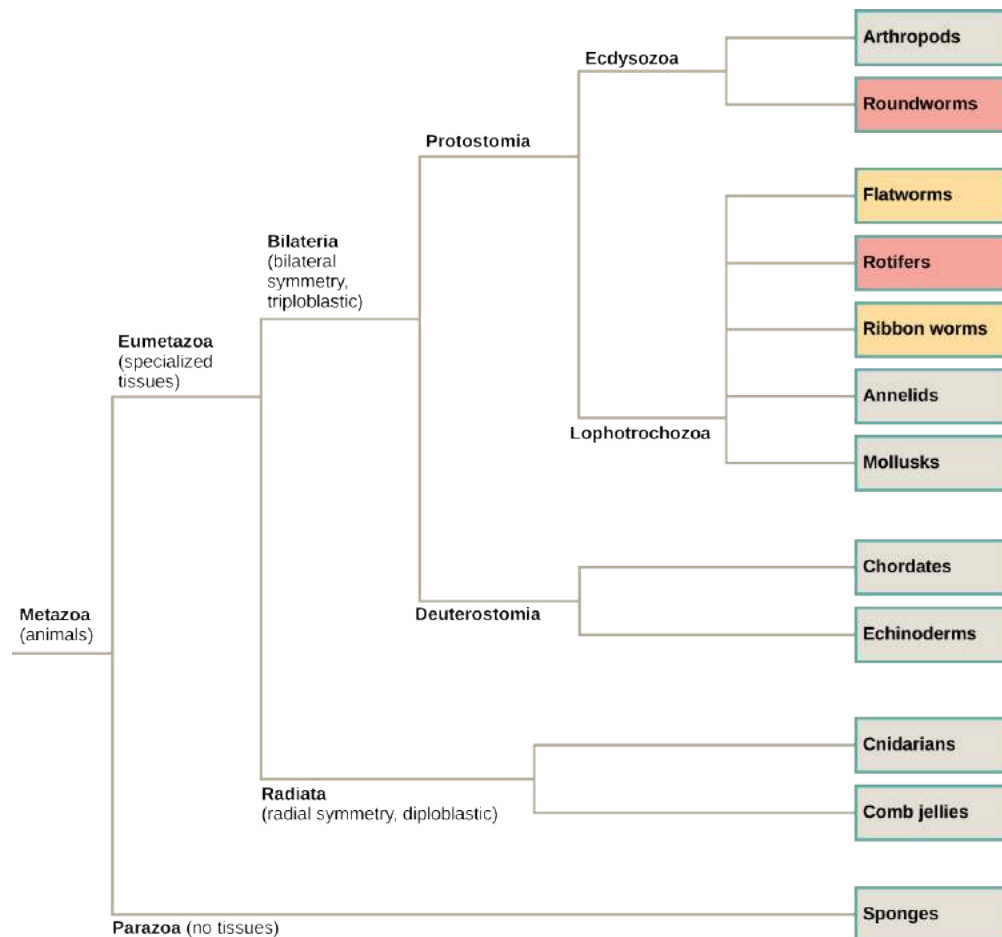 Arthropods
Ecdysozoa
Roundworms
Protostomia
Flatworms
Bilateria
(bilateral
symmetry,
triploblastic)
Rotifers
Ribbon worms
Eumetazoa
(specialized
tissues)
Annelids
Lophotrochozoa
Mollusks
Chordates
Metazoa
(animals)
Deuterostomia
Echinoderms
Cnidarians
Radiata
(radial symmetry, diploblastic)
Comb jellies
Sponges
Parazoa (no tissues)